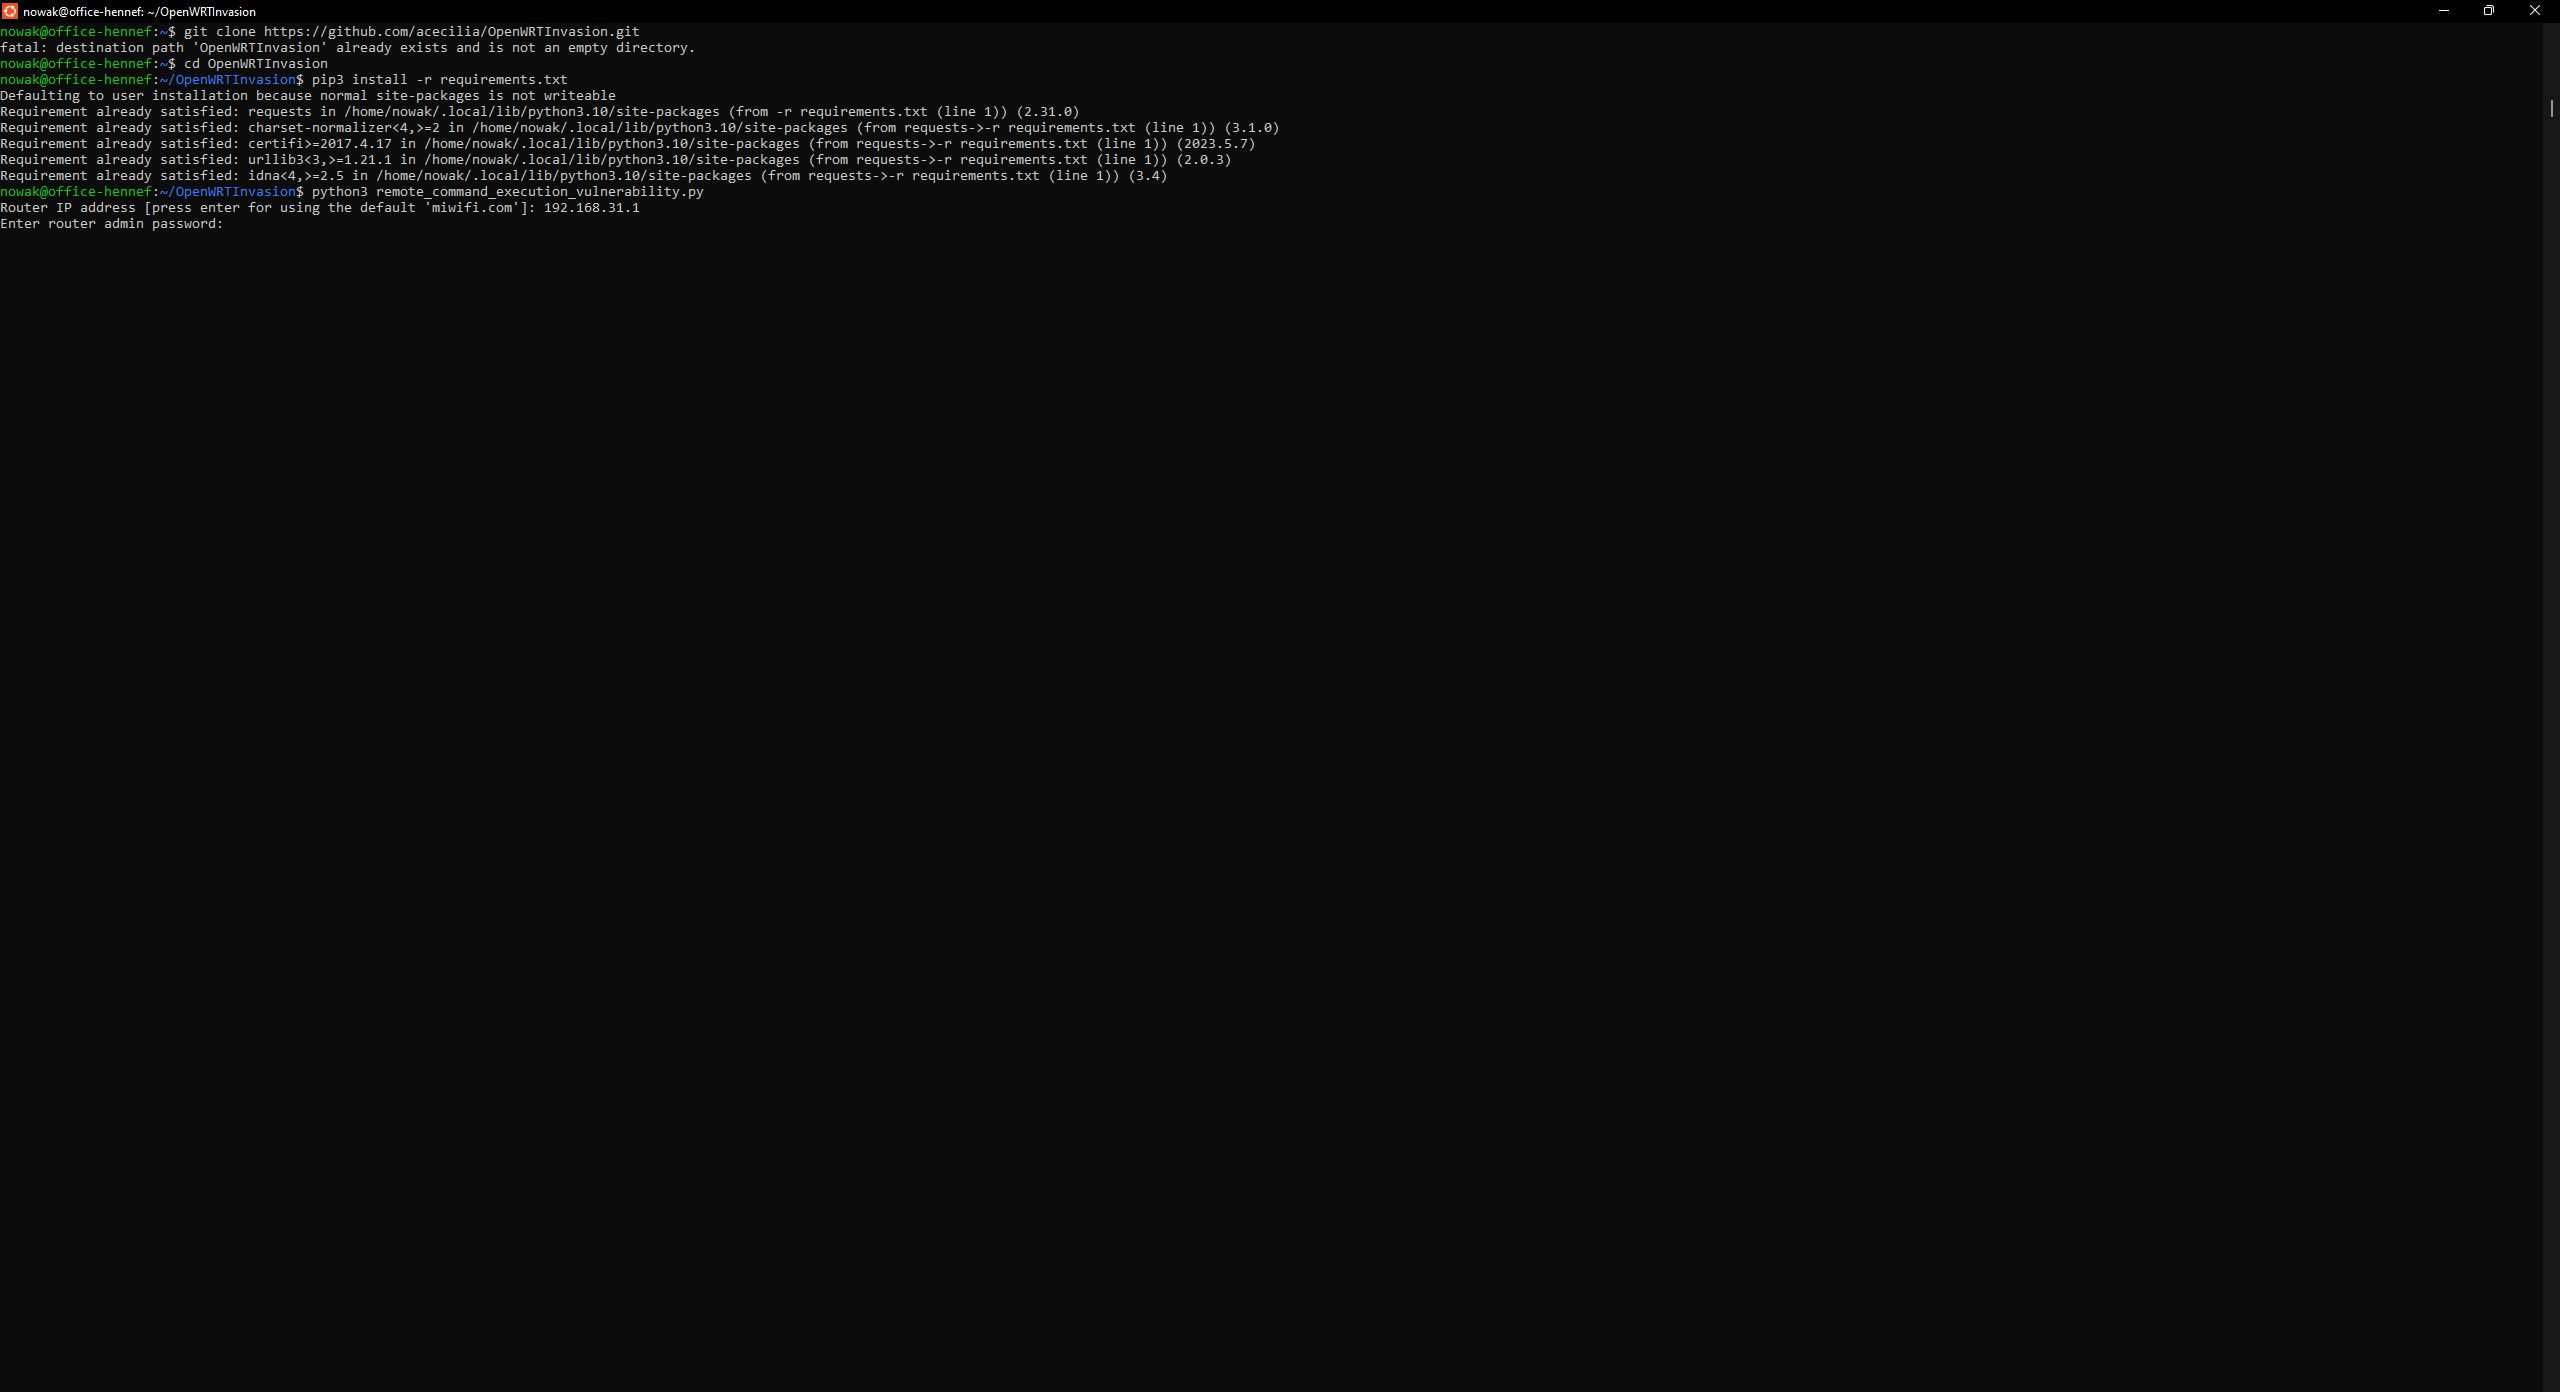 nowak@office-hennef: ~/OpenWRTInvasion
nowak@office-hennef:~$ git clone https://github.com/acecilia/OpenWRTInvasion.git
fatal: destination path 'OpenWRTInvasion' already exists and is not an empty directory.
nowak@office-hennef:~$ cd OpenWRTInvasion
nowak@office-hennef:~/OpenWRTInvasion$ pip3 install -r requirements.txt
Defaulting to user installation because normal site-packages is not writeable
Requirement already satisfied: requests in /home/nowak/.local/lib/python3.10/site-packages (from -r requirements.txt (line 1)) (2.31.0)
Requirement already satisfied: charset-normalizer<4,>=2 in /home/nowak/.local/lib/python3.10/site-packages (from requests->-r requirements.txt (line 1)) (3.1.0)
Requirement already satisfied: certifi>=2017.4.17 in /home/nowak/.local/lib/python3.10/site-packages (from requests->-r requirements.txt (line 1)) (2023.5.7)
Requirement already satisfied: urllib3<3,>=1.21.1 in /home/nowak/.local/lib/python3.10/site-packages (from requests->-r requirements.txt (line 1)) (2.0.3)
Requirement already satisfied: idna<4,>=2.5 in /home/nowak/.local/lib/python3.10/site-packages (from requests->-r requirements.txt (line 1)) (3.4)
nowak@office-hennef:~/OpenWRTInvasion$ python3 remote_command_execution_vulnerability.py
Router IP address [press enter for using the default 'miwifi.com']: 192.168.31.1
Enter router admin password: